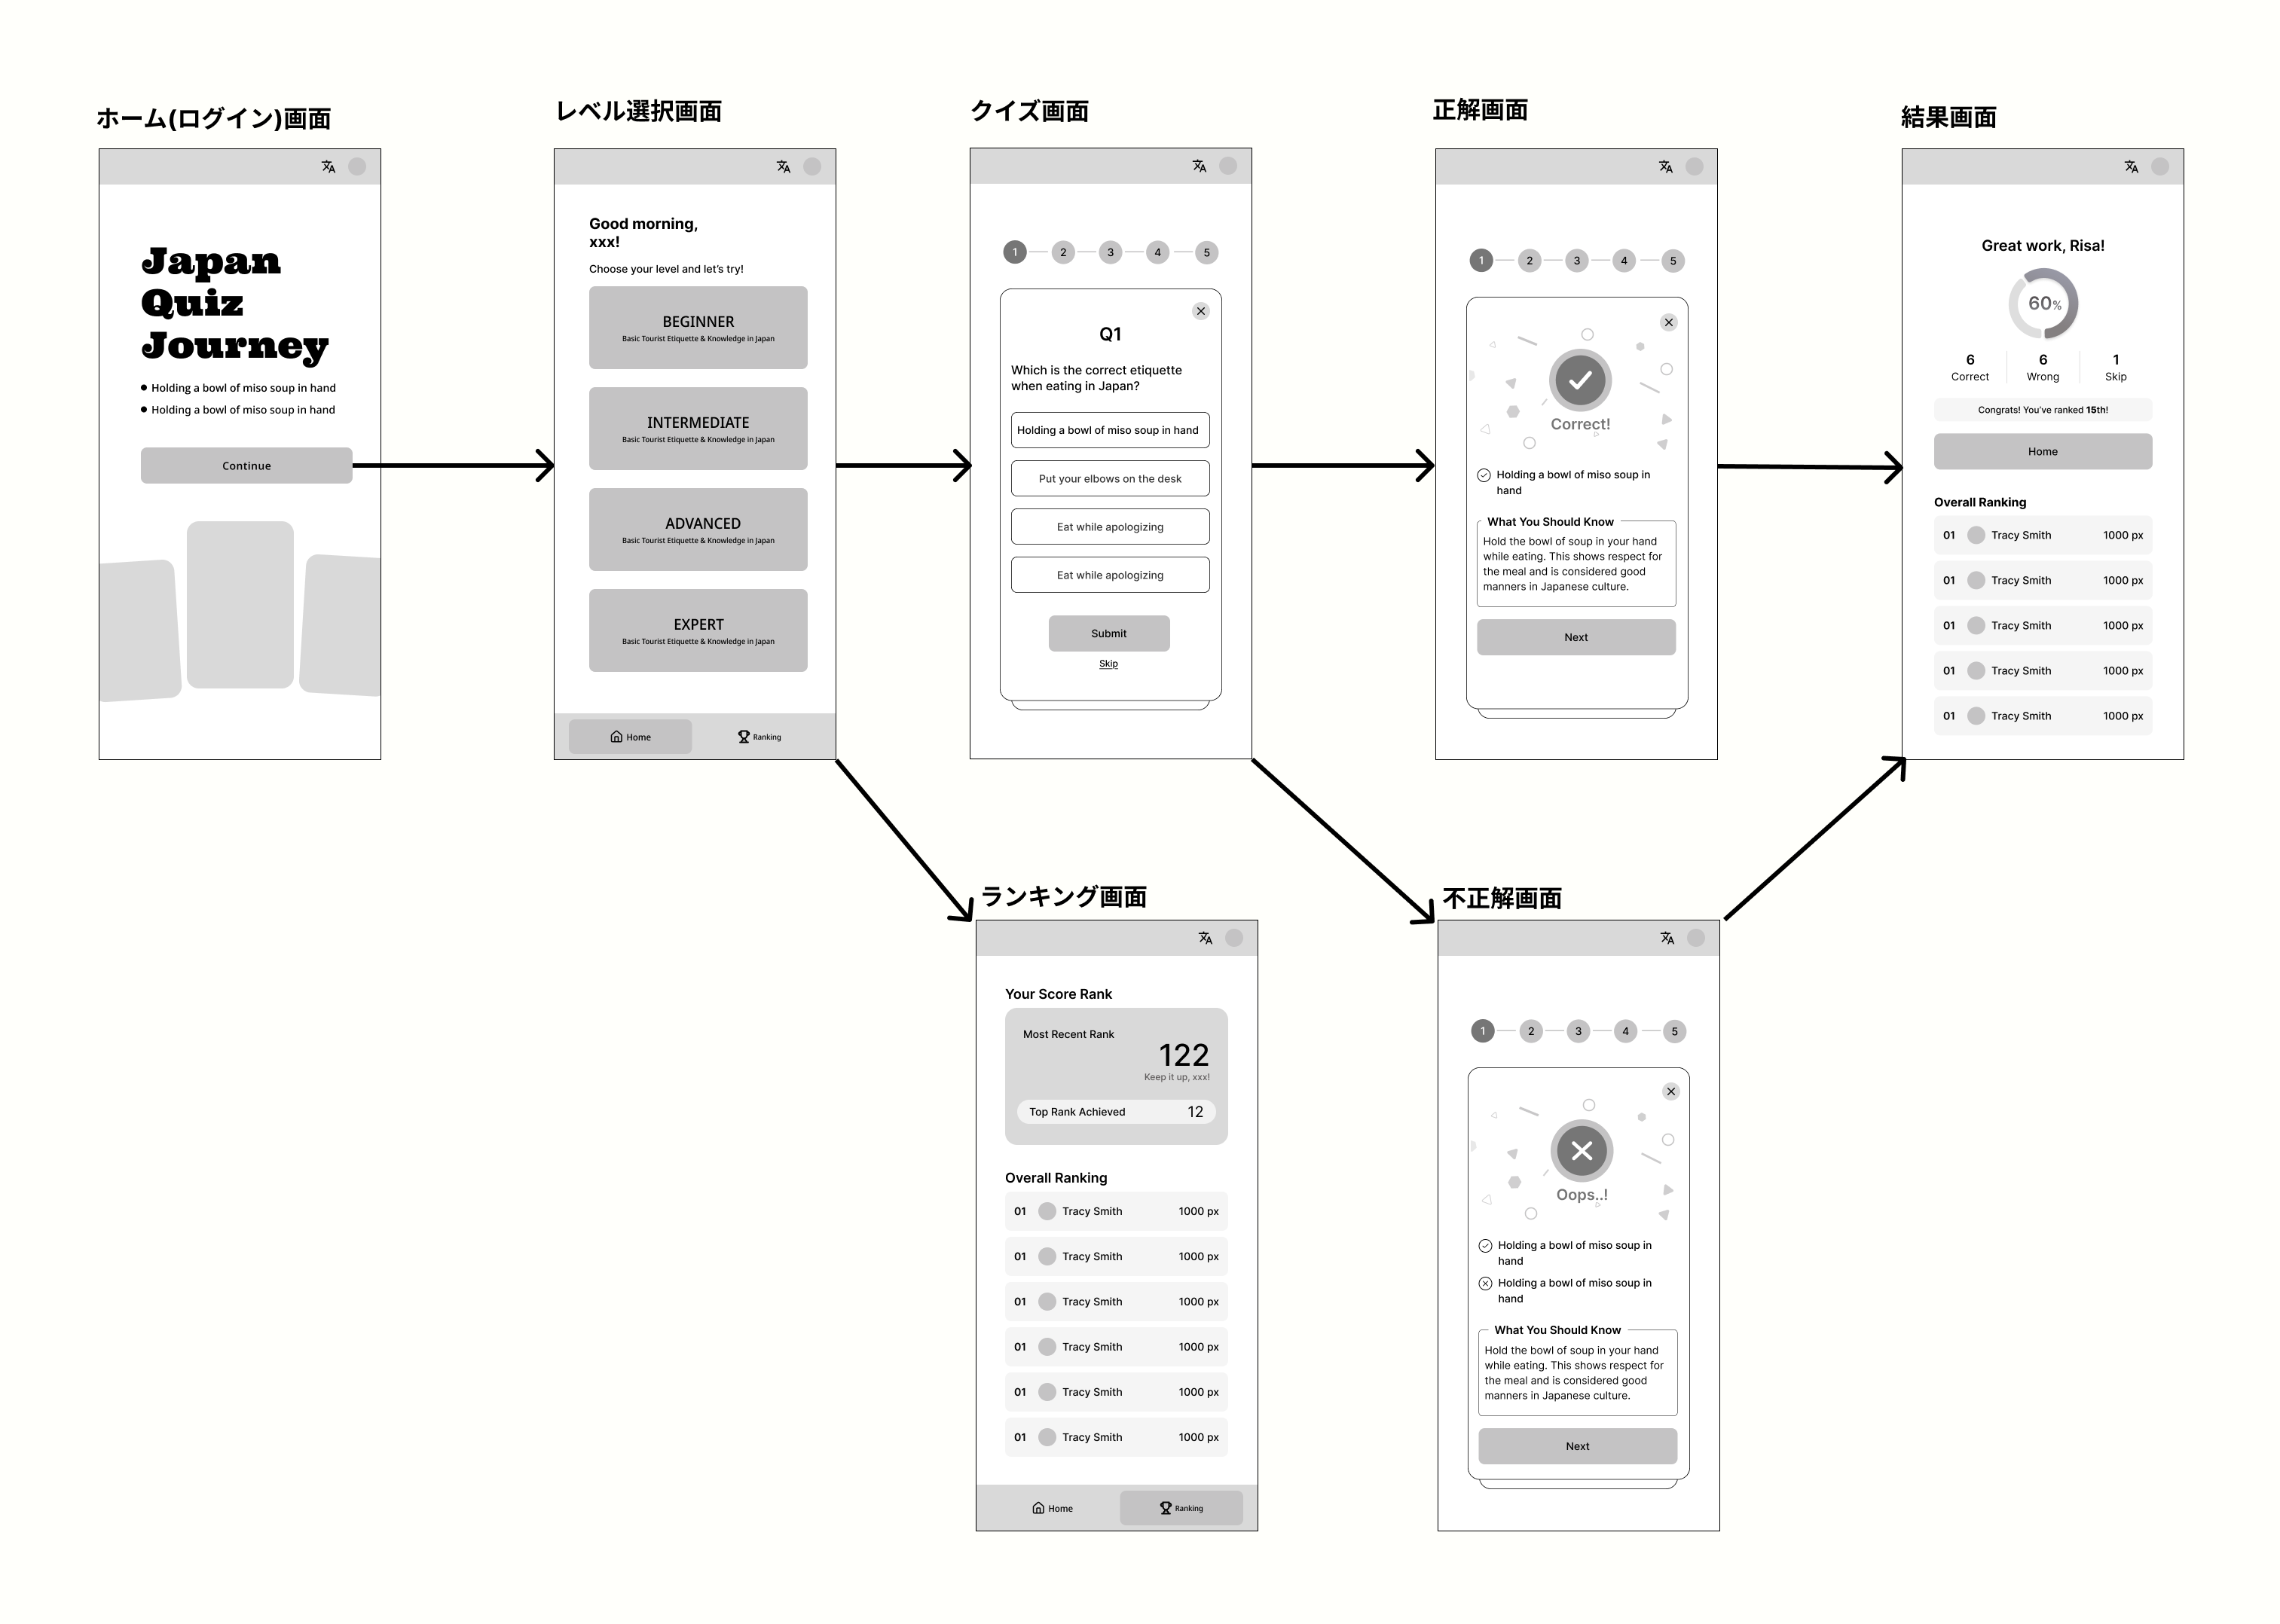 ホーム(ログイン)画面
Japan
Quiz
Journey
Holding a bowl of miso soup in hand
Holding a bowl of miso soup in hand
Continue
レベル選択画面
Good morning,
xxx!
Choose your level and let's try!
BEGINNER
Basic Tourist Etiquette & Knowledge in Japan
INTERMEDIATE
Basic Tourist Etiquette & Knowledge in Japan
ADVANCED
Basic Tourist Etiquette & Knowledge in Japan
EXPERT
Basic Tourist Etiquette & Knowledge in Japan
Home
Ranking
クイズ画面
1 2 3 4 5
Q1
Which is the correct etiquette
when eating in Japan?
Holding a bowl of miso soup in hand
Put your elbows on the desk
Eat while apologizing
Eat while apologizing
Submit
Skip
正解画面
1 2 3 4 5
Correct!
Holding a bowl of miso soup in
hand
What You Should Know
Hold the bowl of soup in your hand
while eating. This shows respect for
the meal and is considered good
manners in Japanese culture.
Next
結果画面
Great work, Risa!
60%
6 6 1
Correct Wrong Skip
Congrats! You've ranked 15th!
Home
Overall Ranking
01 Tracy Smith 1000 px
01 Tracy Smith 1000 px
01 Tracy Smith 1000 px
01 Tracy Smith 1000 px
01 Tracy Smith 1000 px
ランキング画面
Your Score Rank
Most Recent Rank
122
Keep it up, xxx!
Top Rank Achieved 12
Overall Ranking
01 Tracy Smith 1000 px
01 Tracy Smith 1000 px
01 Tracy Smith 1000 px
01 Tracy Smith 1000 px
01 Tracy Smith 1000 px
01 Tracy Smith 1000 px
Home
Ranking
不正解画面
1 2 3 4 5
Oops..!
Holding a bowl of miso soup in
hand
Holding a bowl of miso soup in
hand
What You Should Know
Hold the bowl of soup in your hand
while eating. This shows respect for
the meal and is considered good
manners in Japanese culture.
Next